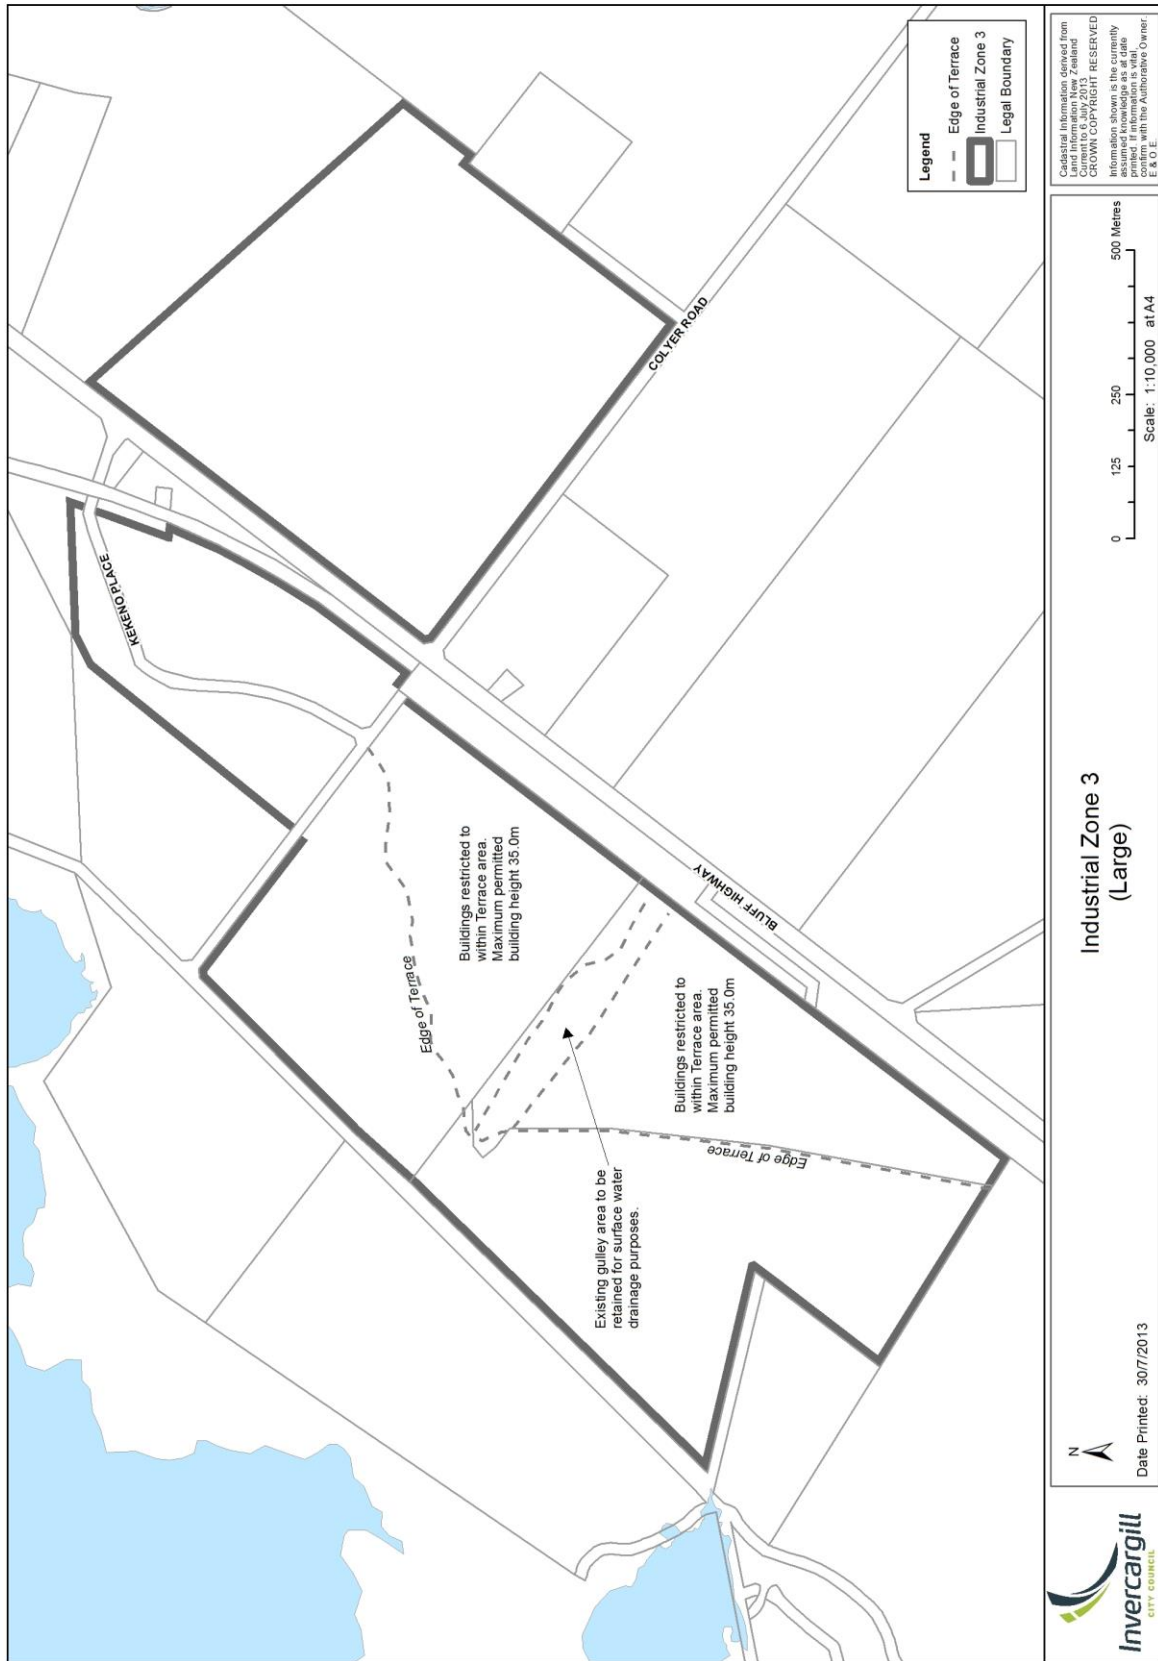 KEKENO PLACE
COLYER ROAD
BLUFF HIGHWAY
Edge of Terrace
Buildings restricted to
within Terrace area.
Maximum permitted
building height 35.0m
Buildings restricted to
within Terrace area.
Maximum permitted
building height 35.0m
Edge of Terrace
Existing gulley area to be
retained for surface water
drainage purposes.
Legend
Edge of Terrace
Industrial Zone 3
Legal Boundary
Invercargill
CITY COUNCIL
N
Date Printed: 30/7/2013
Industrial Zone 3
(Large)
0 125 250 500 Metres
Scale: 1:10,000 at A4
Cadastral Information derived from
Land Information New Zealand
Current to 6 July 2013
CROWN COPYRIGHT RESERVED
Information shown is the currently
assumed knowledge as at date
printed. If information is vital,
confirm with the Authorative Owner.
E & O E.